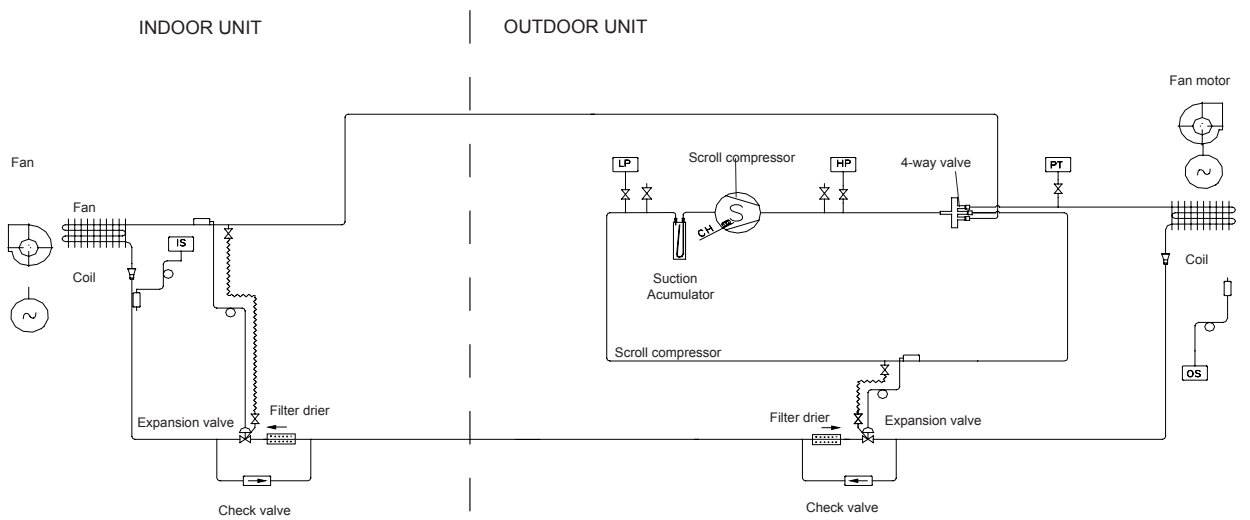 INDOOR UNIT
OUTDOOR UNIT
Fan motor
Fan
Scroll compressor
4-way valve
LP
HP
PT
Fan
S
IS
CH
Coil
Suction
Acumulator
Coil
Scroll compressor
OS
Expansion valve
Filter drier
Filter drier
Expansion valve
Check valve
Check valve